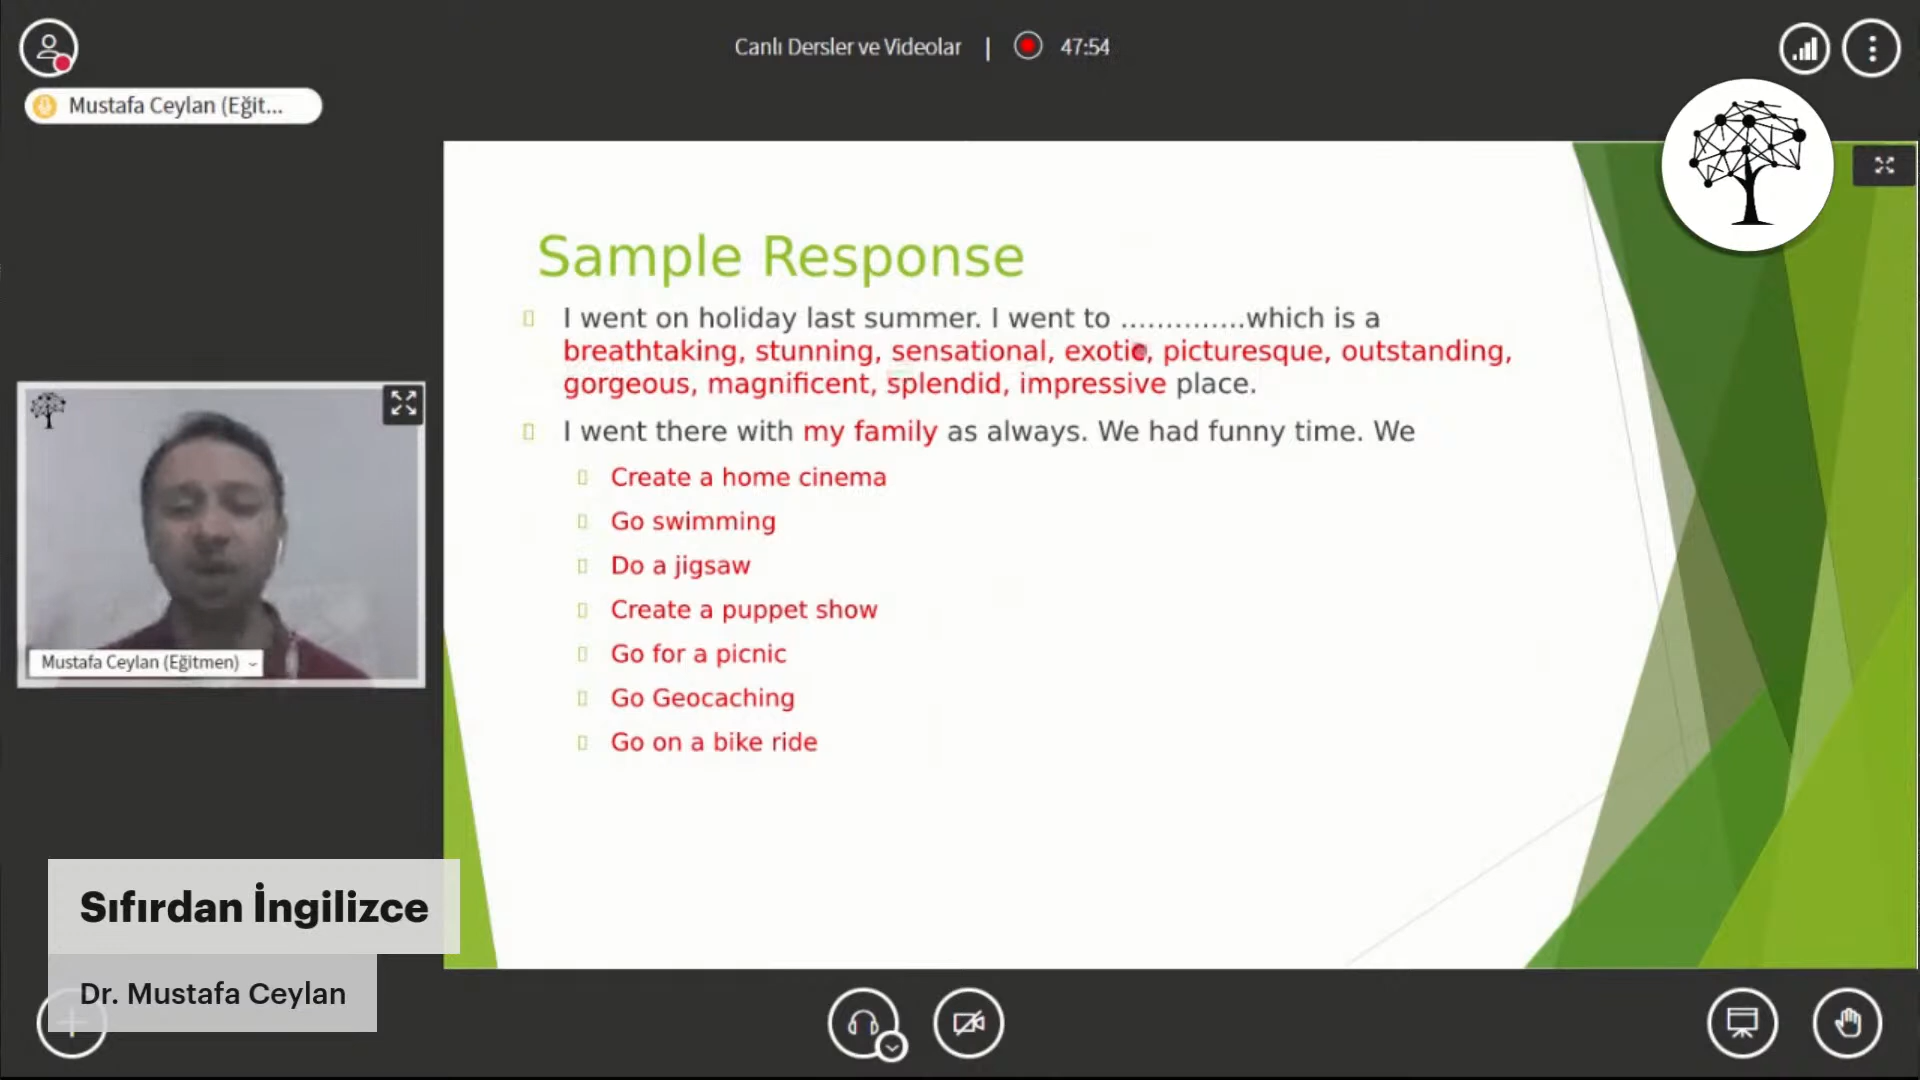 Canlı Dersler ve Videolar | 47:54
Mustafa Ceylan (Eğit...
Sample Response
I went on holiday last summer. I went to ..............which is a
breathtaking, stunning, sensational, exotic, picturesque, outstanding,
gorgeous, magnificent, splendid, impressive place.
I went there with my family as always. We had funny time. We
Create a home cinema
Go swimming
Do a jigsaw
Create a puppet show
Go for a picnic
Go Geocaching
Go on a bike ride
Mustafa Ceylan (Eğitmen)
Sıfırdan İngilizce
Dr. Mustafa Ceylan